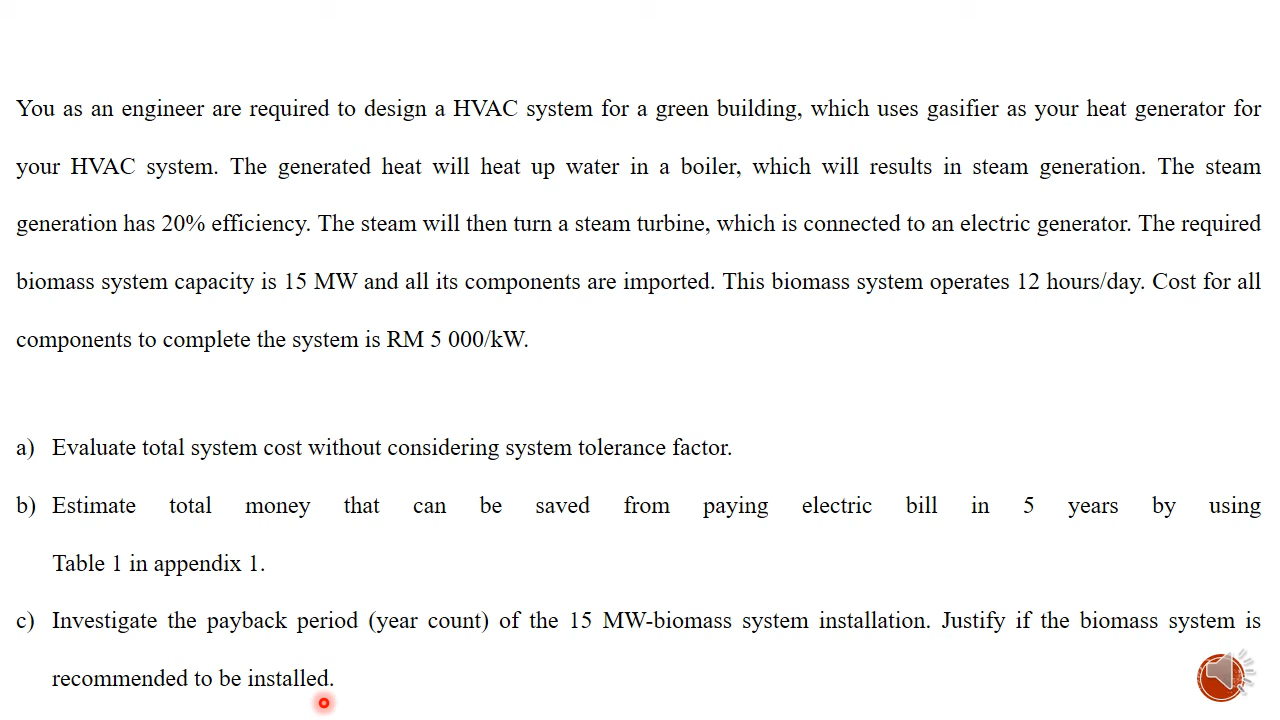 You as an engineer are required to design a HVAC system for a green building, which uses gasifier as your heat generator for
your HVAC system. The generated heat will heat up water in a boiler, which will results in steam generation. The steam
generation has 20% efficiency. The steam will then turn a steam turbine, which is connected to an electric generator. The required
biomass system capacity is 15 MW and all its components are imported. This biomass system operates 12 hours/day. Cost for all
components to complete the system is RM 5 000/kW.
a) Evaluate total system cost without considering system tolerance factor.
b) Estimate total money that can be saved from paying electric bill in 5 years by using
Table 1 in appendix 1.
c) Investigate the payback period (year count) of the 15 MW-biomass system installation. Justify if the biomass system is
recommended to be installed.